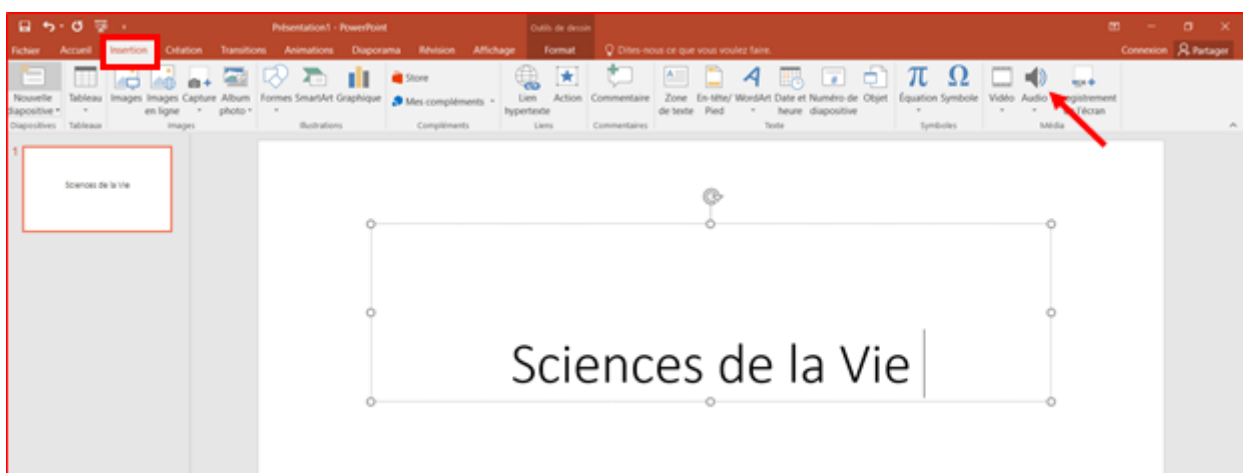 Présentation1 - PowerPoint
Outils de dessin
Fichier Accueil Insertion Création Transitions Animations Diaporama Révision Affichage Format Dites-nous ce que vous voulez faire. Connexion Partager
Nouvelle diapositive
Tableau
Images
Images en ligne
Capture
Album photo
Formes
SmartArt
Graphique
Store
Mes compléments
Lien hypertexte
Action
Commentaire
Zone de texte
En-tête/ Pied
WordArt
Date et heure
Numéro de diapositive
Objet
Équation
Symbole
Vidéo
Audio
Diapositives Tableaux Images Illustrations Compléments Liens Commentaires Texte Symboles Média
1
Sciences de la Vie
Sciences de la Vie